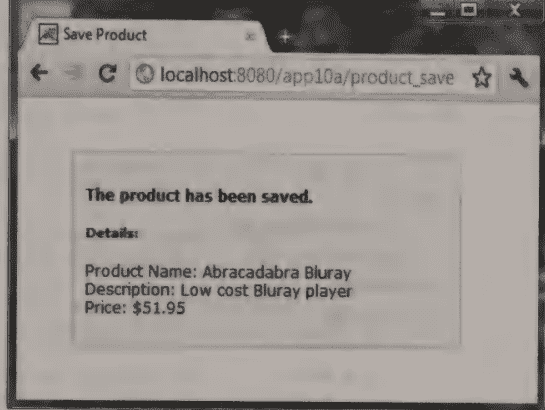 Save Product
localhost:8080/app10a/product_save
The product has been saved.
Details:
Product Name: Abracadabra Bluray
Description: Low cost Bluray player
Price: $51.95